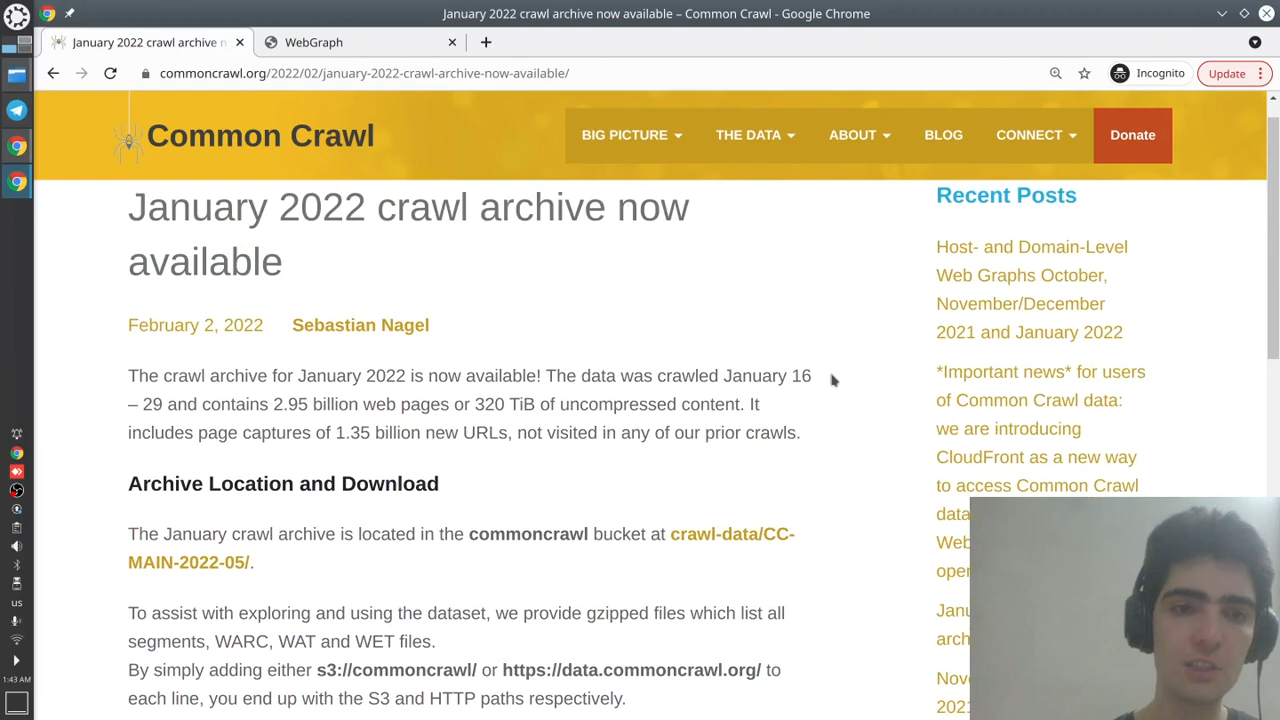 January 2022 crawl archive now available – Common Crawl - Google Chrome
January 2022 crawl archive n
WebGraph
commoncrawl.org/2022/02/january-2022-crawl-archive-now-available/
Incognito
Update
Common Crawl
BIG PICTURE
THE DATA
ABOUT
BLOG
CONNECT
Donate
January 2022 crawl archive now
available
February 2, 2022 Sebastian Nagel
The crawl archive for January 2022 is now available! The data was crawled January 16
– 29 and contains 2.95 billion web pages or 320 TiB of uncompressed content. It
includes page captures of 1.35 billion new URLs, not visited in any of our prior crawls.
Archive Location and Download
The January crawl archive is located in the commoncrawl bucket at crawl-data/CC-
MAIN-2022-05/.
To assist with exploring and using the dataset, we provide gzipped files which list all
segments, WARC, WAT and WET files.
By simply adding either s3://commoncrawl/ or https://data.commoncrawl.org/ to
each line, you end up with the S3 and HTTP paths respectively.
Recent Posts
Host- and Domain-Level
Web Graphs October,
November/December
2021 and January 2022
*Important news* for users
of Common Crawl data:
we are introducing
CloudFront as a new way
to access Common Crawl
data
Web
oper
Janu
arch
Nove
2021
us
1:43 AM